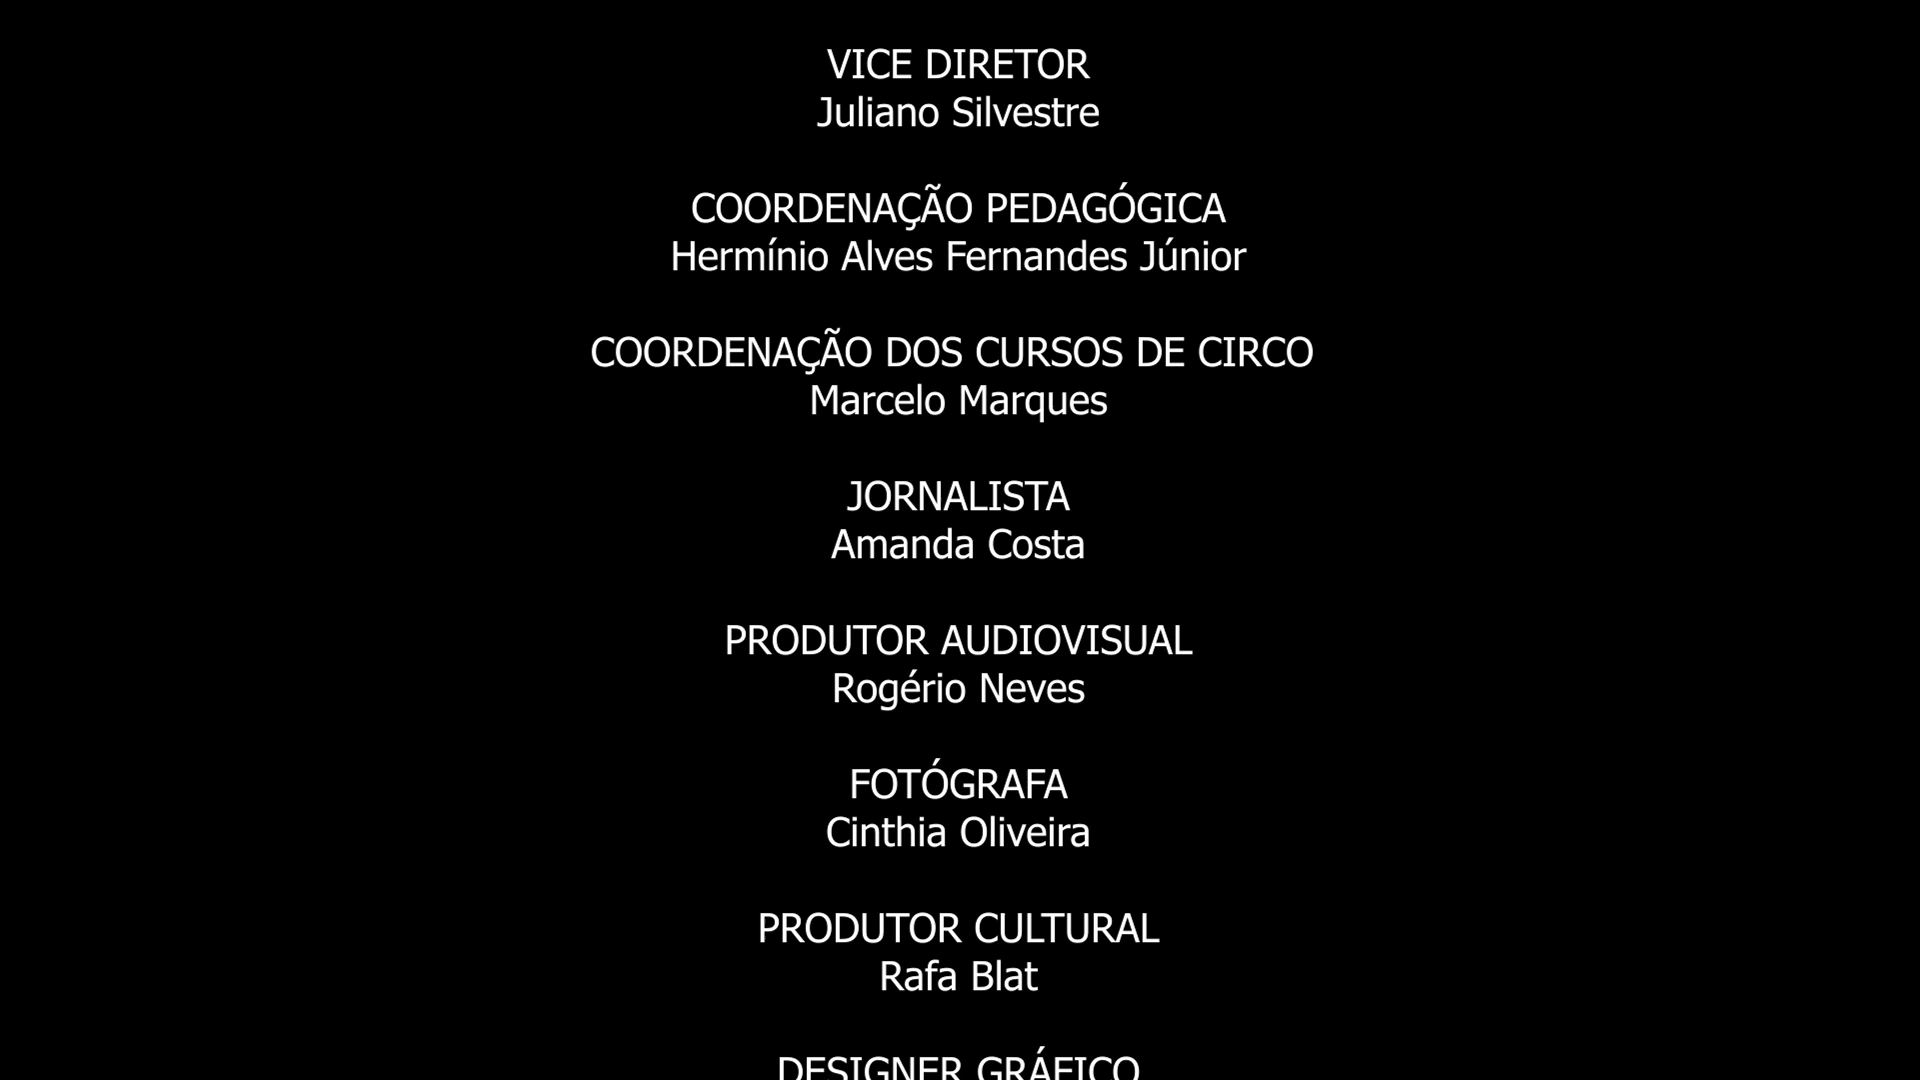 VICE DIRETOR
Juliano Silvestre
COORDENAÇÃO PEDAGÓGICA
Hermínio Alves Fernandes Júnior
COORDENAÇÃO DOS CURSOS DE CIRCO
Marcelo Marques
JORNALISTA
Amanda Costa
PRODUTOR AUDIOVISUAL
Rogério Neves
FOTÓGRAFA
Cinthia Oliveira
PRODUTOR CULTURAL
Rafa Blat
DESIGNER GRÁFICO